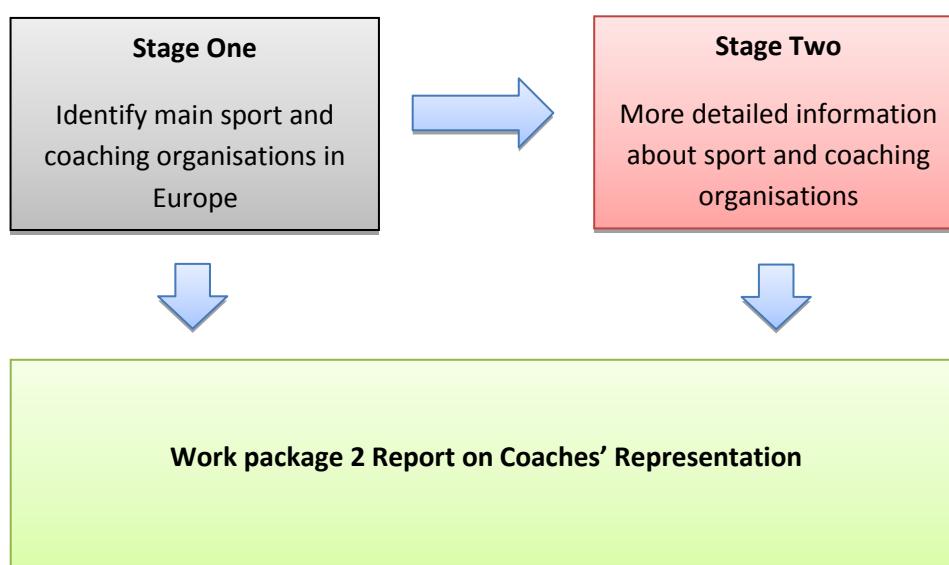 Stage One
Identify main sport and
coaching organisations in
Europe
Stage Two
More detailed information
about sport and coaching
organisations
Work package 2 Report on Coaches’ Representation